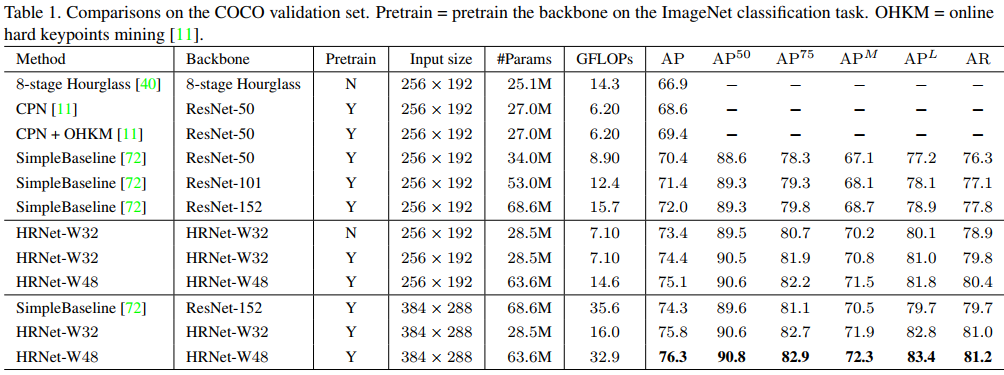 Table 1. Comparisons on the COCO validation set. Pretrain = pretrain the backbone on the ImageNet classification task. OHKM = online
hard keypoints mining [11].
Method Backbone Pretrain Input size #Params GFLOPs AP AP^50 AP^75 AP^M AP^L AR
8-stage Hourglass [40] 8-stage Hourglass N 256 × 192 25.1M 14.3 66.9 – – – – –
CPN [11] ResNet-50 Y 256 × 192 27.0M 6.20 68.6 – – – – –
CPN + OHKM [11] ResNet-50 Y 256 × 192 27.0M 6.20 69.4 – – – – –
SimpleBaseline [72] ResNet-50 Y 256 × 192 34.0M 8.90 70.4 88.6 78.3 67.1 77.2 76.3
SimpleBaseline [72] ResNet-101 Y 256 × 192 53.0M 12.4 71.4 89.3 79.3 68.1 78.1 77.1
SimpleBaseline [72] ResNet-152 Y 256 × 192 68.6M 15.7 72.0 89.3 79.8 68.7 78.9 77.8
HRNet-W32 HRNet-W32 N 256 × 192 28.5M 7.10 73.4 89.5 80.7 70.2 80.1 78.9
HRNet-W32 HRNet-W32 Y 256 × 192 28.5M 7.10 74.4 90.5 81.9 70.8 81.0 79.8
HRNet-W48 HRNet-W48 Y 256 × 192 63.6M 14.6 75.1 90.6 82.2 71.5 81.8 80.4
SimpleBaseline [72] ResNet-152 Y 384 × 288 68.6M 35.6 74.3 89.6 81.1 70.5 79.7 79.7
HRNet-W32 HRNet-W32 Y 384 × 288 28.5M 16.0 75.8 90.6 82.7 71.9 82.8 81.0
HRNet-W48 HRNet-W48 Y 384 × 288 63.6M 32.9 76.3 90.8 82.9 72.3 83.4 81.2